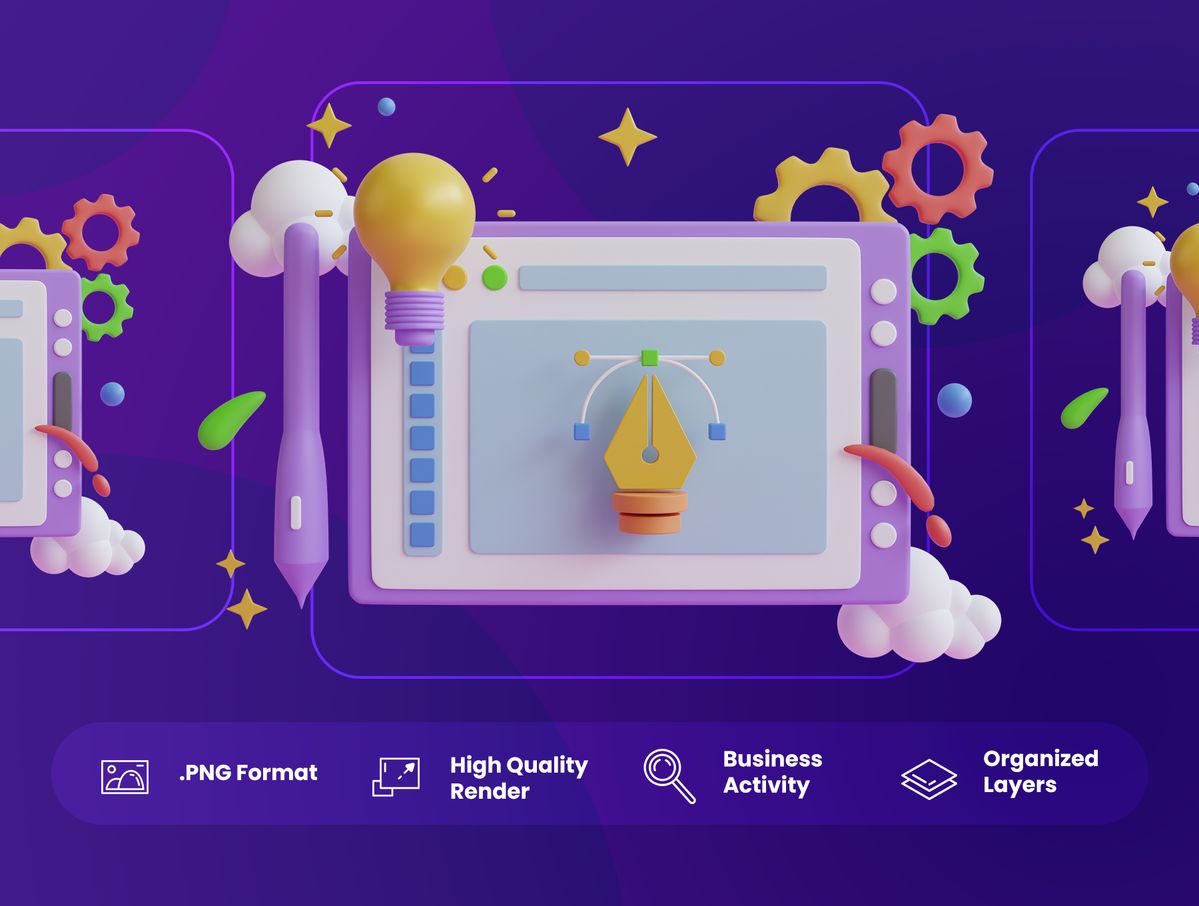 .PNG Format
High Quality
Render
Business
Activity
Organized
Layers